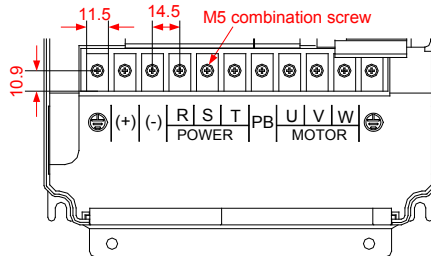 11.5
14.5
M5 combination screw
10.9
(+) (-) R S T PB U V W
POWER MOTOR